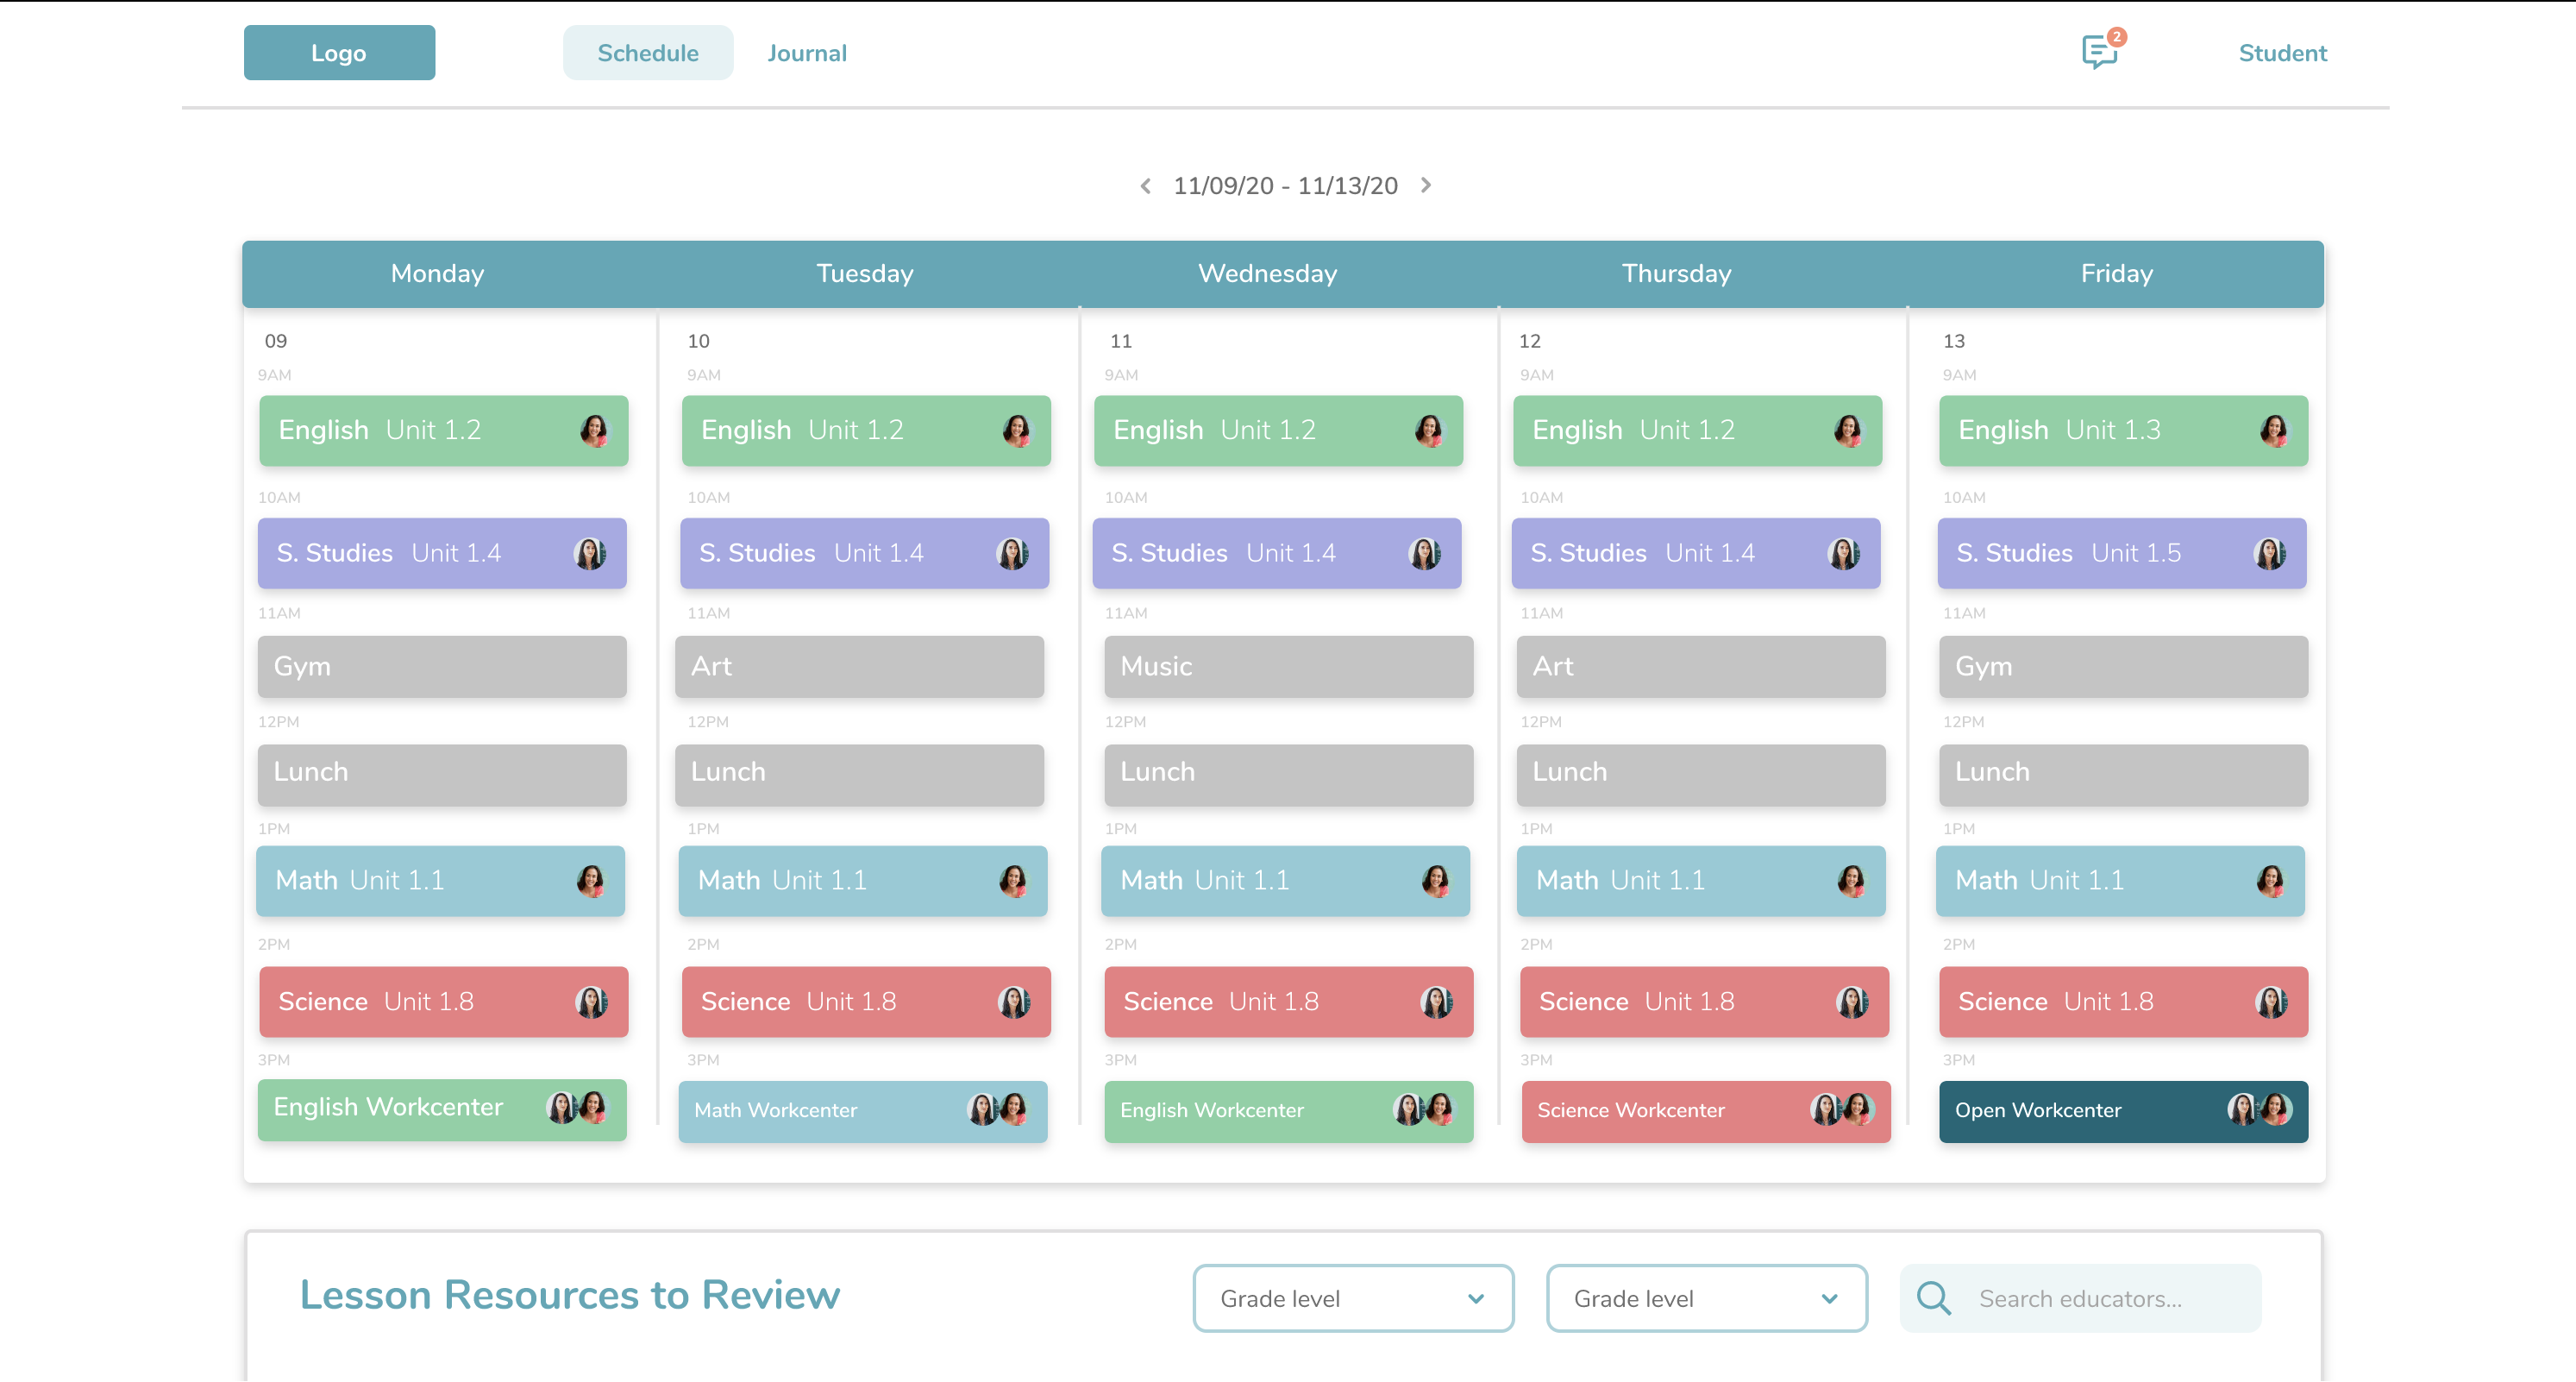 Logo Schedule Journal 2 Student
11/09/20 - 11/13/20
Monday Tuesday Wednesday Thursday Friday
09 10 11 12 13
9AM 9AM 9AM 9AM 9AM
English Unit 1.2 English Unit 1.2 English Unit 1.2 English Unit 1.2 English Unit 1.3
10AM 10AM 10AM 10AM 10AM
S. Studies Unit 1.4 S. Studies Unit 1.4 S. Studies Unit 1.4 S. Studies Unit 1.4 S. Studies Unit 1.5
11AM 11AM 11AM 11AM 11AM
Gym Art Music Art Gym
12PM 12PM 12PM 12PM 12PM
Lunch Lunch Lunch Lunch Lunch
1PM 1PM 1PM 1PM 1PM
Math Unit 1.1 Math Unit 1.1 Math Unit 1.1 Math Unit 1.1 Math Unit 1.1
2PM 2PM 2PM 2PM 2PM
Science Unit 1.8 Science Unit 1.8 Science Unit 1.8 Science Unit 1.8 Science Unit 1.8
3PM 3PM 3PM 3PM 3PM
English Workcenter Math Workcenter English Workcenter Science Workcenter Open Workcenter
Lesson Resources to Review Grade level Grade level Search educators...